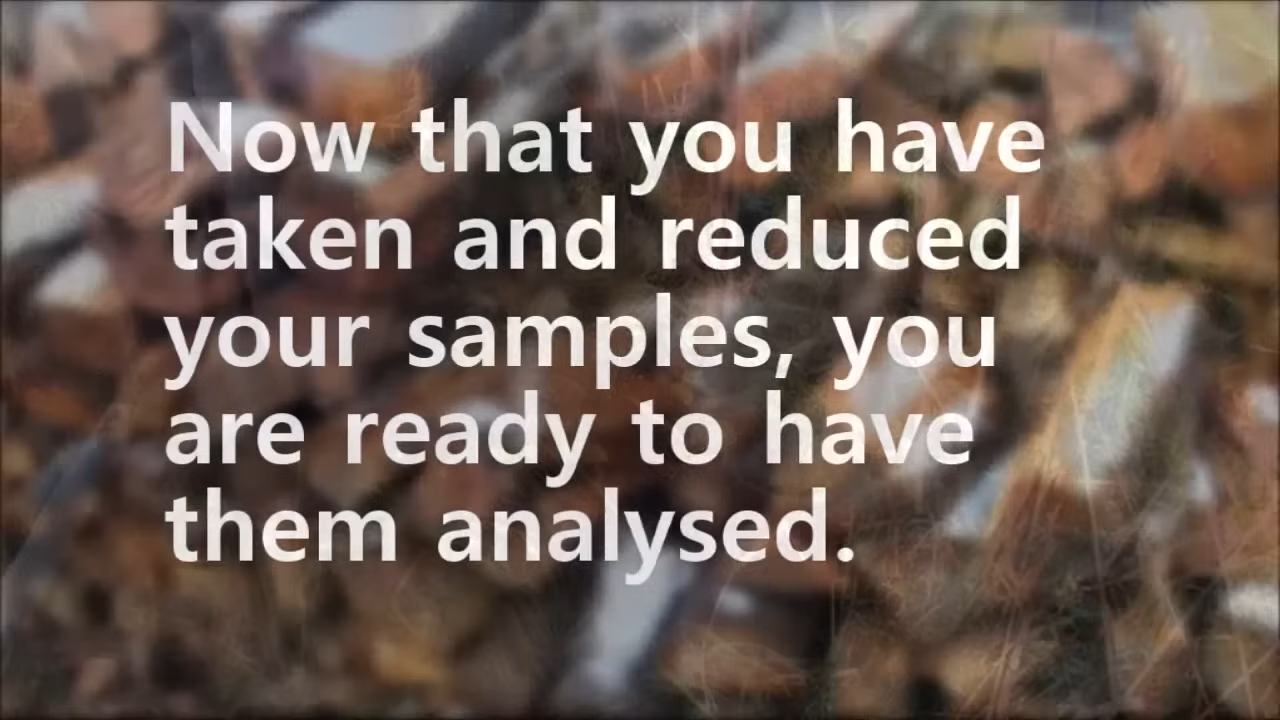 Now that you have
taken and reduced
your samples, you
are ready to have
them analysed.